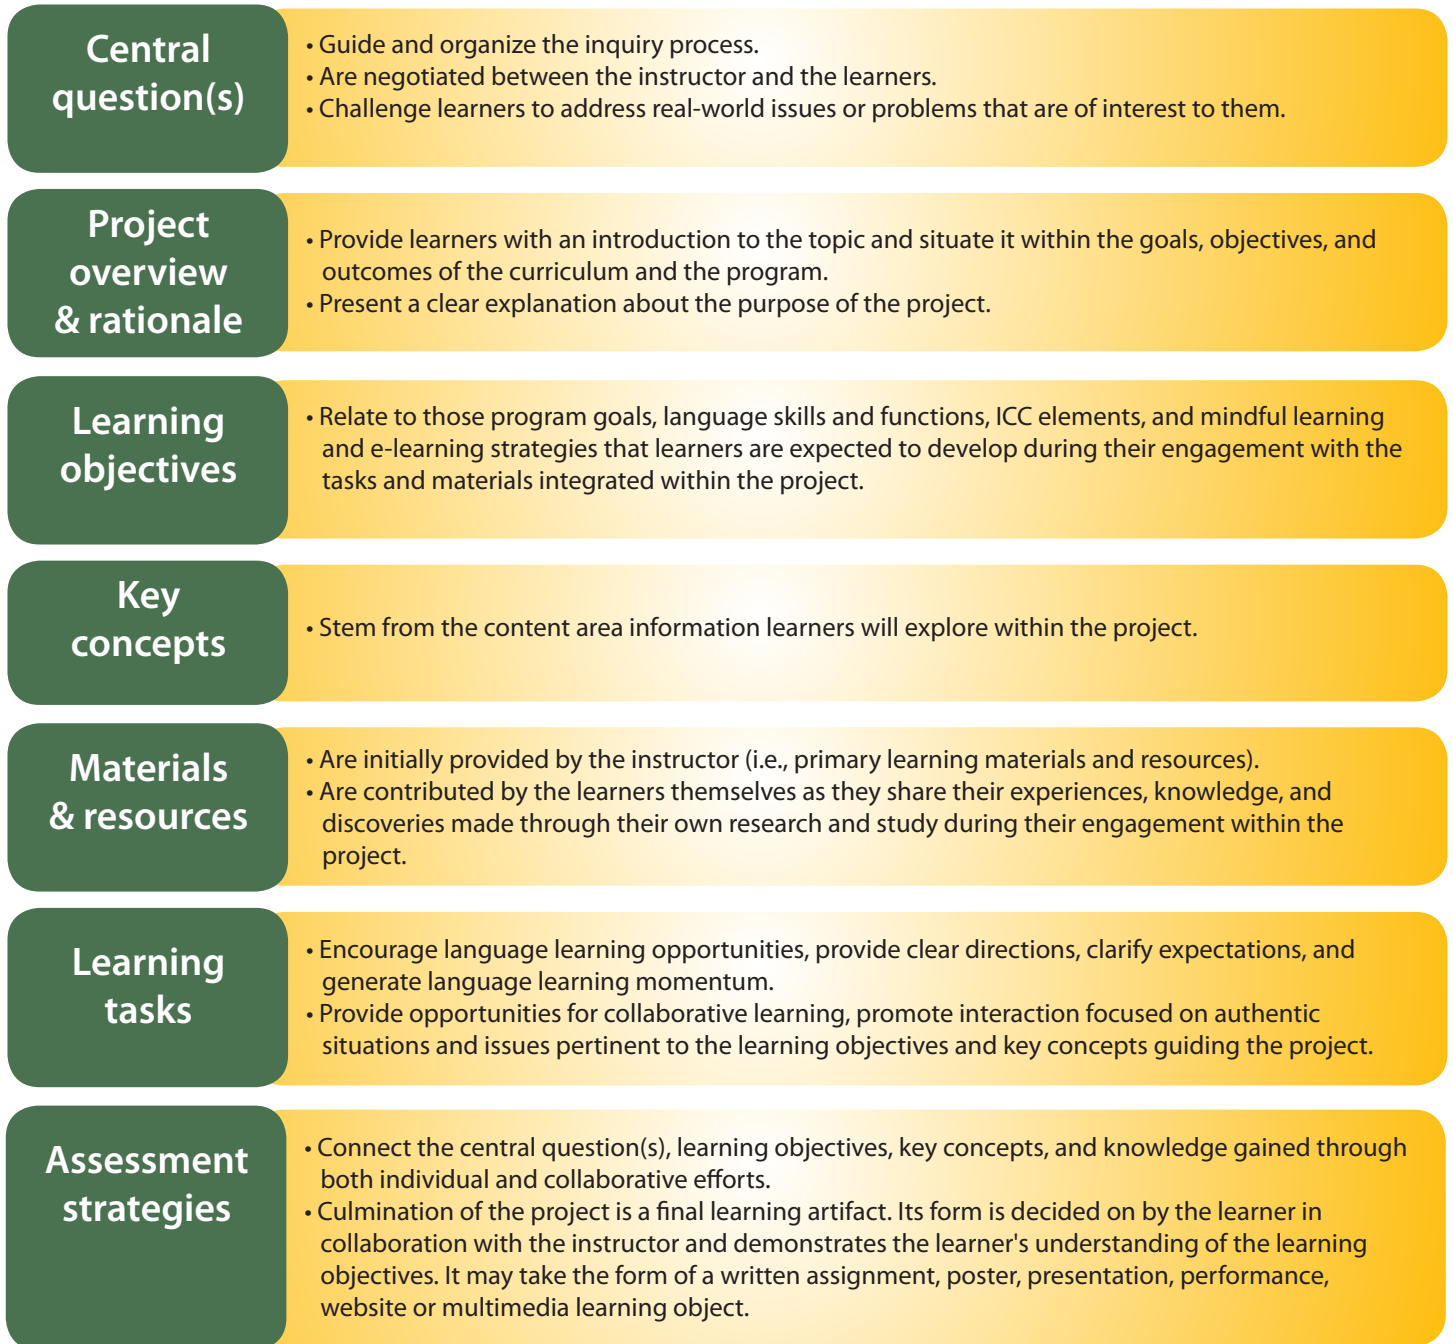 Central
question(s)
• Guide and organize the inquiry process.
• Are negotiated between the instructor and the learners.
• Challenge learners to address real-world issues or problems that are of interest to them.
Project
overview
& rationale
• Provide learners with an introduction to the topic and situate it within the goals, objectives, and
outcomes of the curriculum and the program.
• Present a clear explanation about the purpose of the project.
Learning
objectives
• Relate to those program goals, language skills and functions, ICC elements, and mindful learning
and e-learning strategies that learners are expected to develop during their engagement with the
tasks and materials integrated within the project.
Key
concepts
• Stem from the content area information learners will explore within the project.
Materials
& resources
• Are initially provided by the instructor (i.e., primary learning materials and resources).
• Are contributed by the learners themselves as they share their experiences, knowledge, and
discoveries made through their own research and study during their engagement within the
project.
Learning
tasks
• Encourage language learning opportunities, provide clear directions, clarify expectations, and
generate language learning momentum.
• Provide opportunities for collaborative learning, promote interaction focused on authentic
situations and issues pertinent to the learning objectives and key concepts guiding the project.
Assessment
strategies
• Connect the central question(s), learning objectives, key concepts, and knowledge gained through
both individual and collaborative efforts.
• Culmination of the project is a final learning artifact. Its form is decided on by the learner in
collaboration with the instructor and demonstrates the learner's understanding of the learning
objectives. It may take the form of a written assignment, poster, presentation, performance,
website or multimedia learning object.